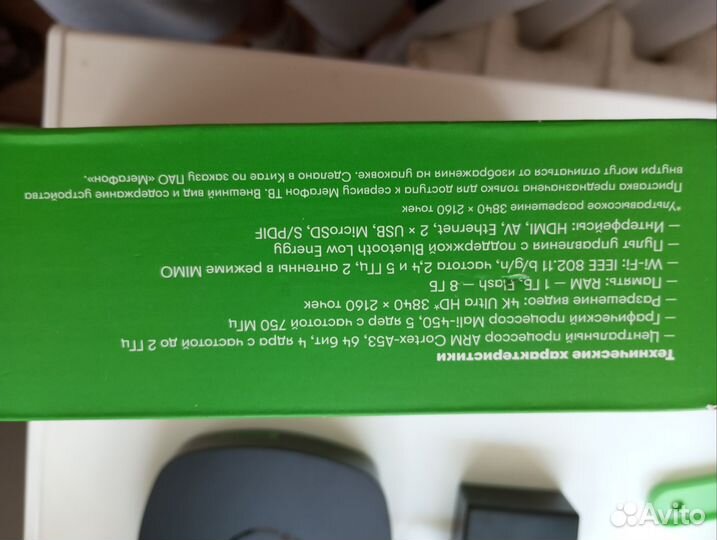 Технические характеристики
— Центральный процессор ARM Cortex-A53, 64 бит, 4 ядра с частотой до 2 ГГц
— Графический процессор Mali-450, 5 ядер с частотой 750 МГц
— Разрешение видео: 4K Ultra HD* 3840 × 2160 точек
— Память: RAM — 1 ГБ, Flash — 8 ГБ
— Wi-Fi: IEEE 802.11 b/g/n, частота 2,4 и 5 ГГц, 2 антенны в режиме MIMO
— Пульт управления с поддержкой Bluetooth Low Energy
— Интерфейсы: HDMI, AV, Ethernet, 2 × USB, MicroSD, S/PDIF
*Ультравысокое разрешение 3840 × 2160 точек
Приставка предназначена только для доступа к сервису МегаФон ТВ. Внешний вид и содержание устройства
внутри могут отличаться от изображения на упаковке. Сделано в Китае по заказу ПАО «МегаФон».
Avito